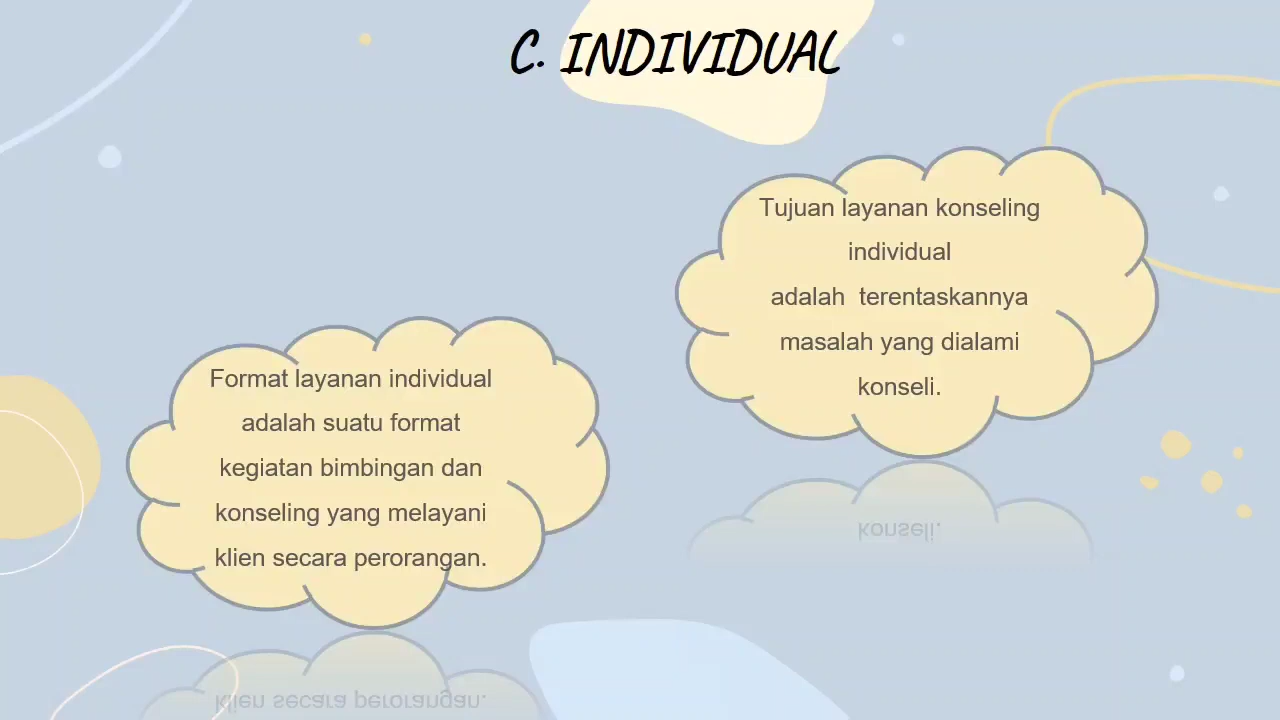 C. INDIVIDUAL
Format layanan individual
adalah suatu format
kegiatan bimbingan dan
konseling yang melayani
klien secara perorangan.
Tujuan layanan konseling
individual
adalah  terentaskannya
masalah yang dialami
konseli.